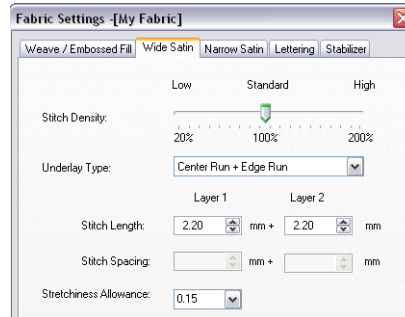 Fabric Settings -[My Fabric]
Weave / Embossed Fill Wide Satin Narrow Satin Lettering Stabilizer
Low Standard High
Stitch Density:
20% 100% 200%
Underlay Type: Center Run + Edge Run
Layer 1 Layer 2
Stitch Length: 2.20 mm + 2.20 mm
Stitch Spacing: mm + mm
Stretchiness Allowance: 0.15